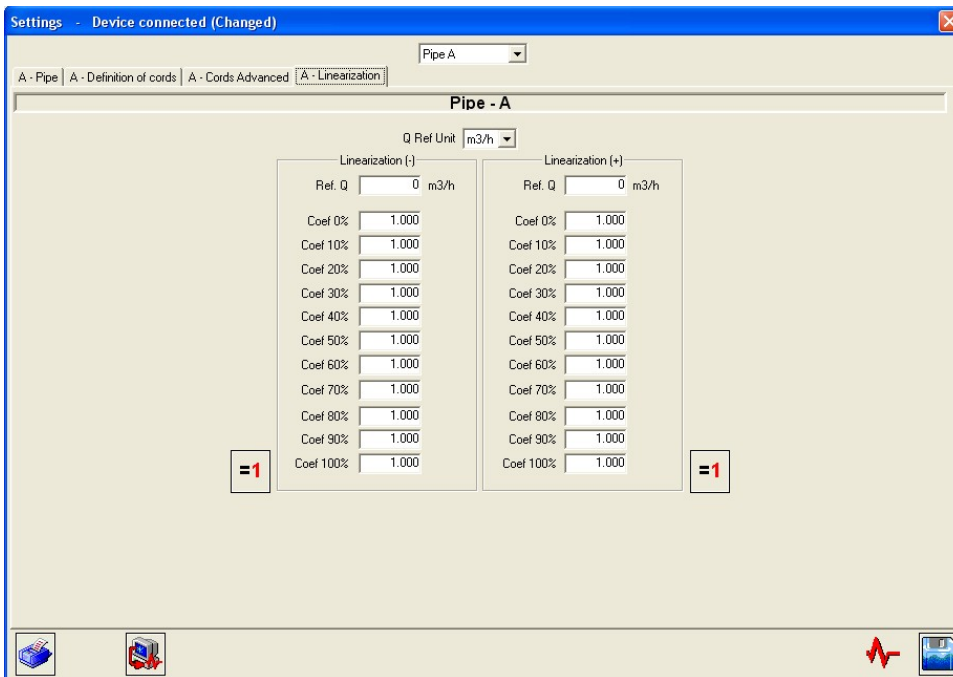 Settings - Device connected (Changed)
Pipe A
A - Pipe A - Definition of cords A - Cords Advanced A - Linearization
Pipe - A
Q Ref Unit m3/h
Linearization (-) Linearization (+)
Ref. Q 0 m3/h Ref. Q 0 m3/h
Coef 0% 1.000 Coef 0% 1.000
Coef 10% 1.000 Coef 10% 1.000
Coef 20% 1.000 Coef 20% 1.000
Coef 30% 1.000 Coef 30% 1.000
Coef 40% 1.000 Coef 40% 1.000
Coef 50% 1.000 Coef 50% 1.000
Coef 60% 1.000 Coef 60% 1.000
Coef 70% 1.000 Coef 70% 1.000
Coef 80% 1.000 Coef 80% 1.000
Coef 90% 1.000 Coef 90% 1.000
Coef 100% 1.000 Coef 100% 1.000
=1 =1